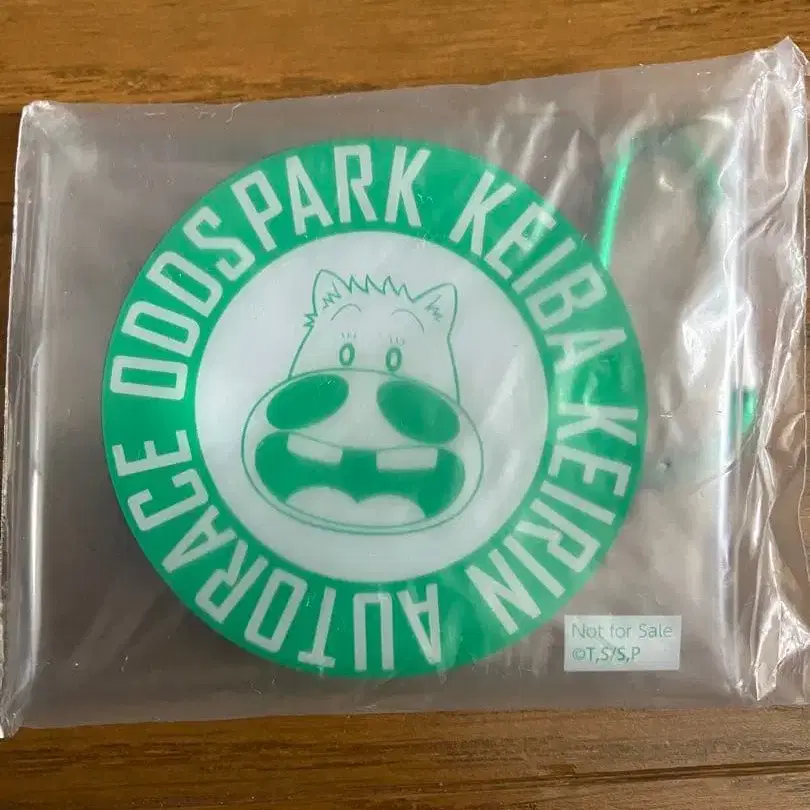 ODDSPARK KEIBA KEIRIN AUTORACE
Not for Sale
©T,S/S,P